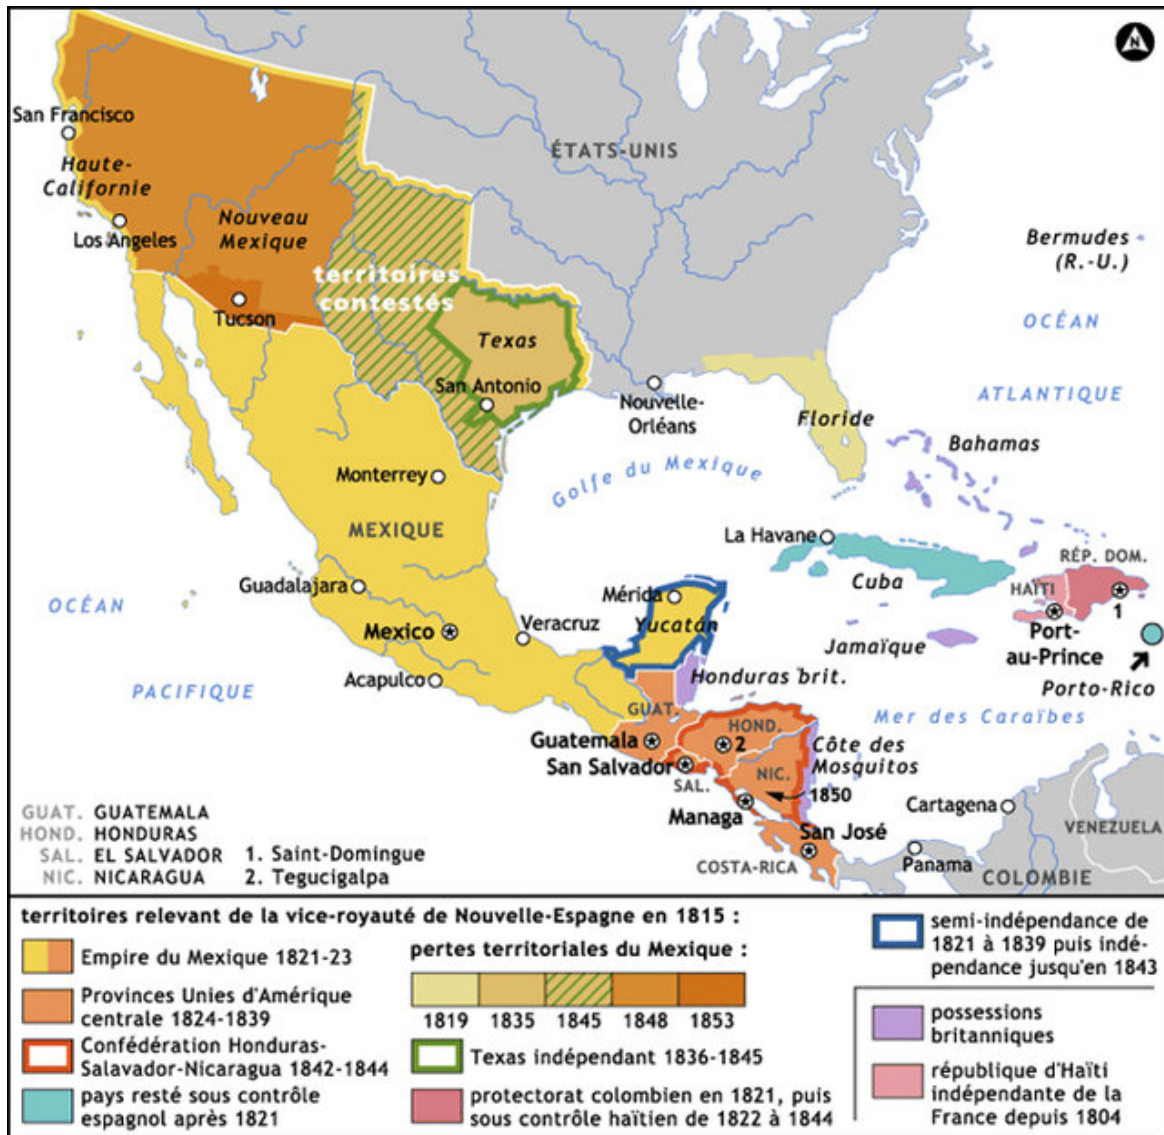 N
San Francisco
Haute-
Californie
Los Angeles
Nouveau
Mexique
Tucson
ÉTATS-UNIS
territoires
contestés
Texas
San Antonio
Nouvelle-
Orléans
Floride
Bermudes
(R.-U.)
OCÉAN
ATLANTIQUE
Bahamas
Golfe du Mexique
Monterrey
MEXIQUE
La Havane
Cuba
RÉP. DOM.
HAÏTI
1
Port-
au-Prince
Porto-Rico
Jamaïque
Guadalajara
OCÉAN
PACIFIQUE
Mexico
Veracruz
Acapulco
Mérida
Yucatán
Honduras brit.
Mer des Caraïbes
GUAT.
Guatemala
HOND.
2
San Salvador
SAL.
NIC.
Côte des
Mosquitos
1850
Managa
San José
COSTA-RICA
Cartagena
Panama
VENEZUELA
COLOMBIE
GUAT. GUATEMALA
HOND. HONDURAS
SAL. EL SALVADOR 1. Saint-Domingue
NIC. NICARAGUA 2. Tegucigalpa
territoires relevant de la vice-royauté de Nouvelle-Espagne en 1815 :
Empire du Mexique 1821-23
Provinces Unies d'Amérique
centrale 1824-1839
Confédération Honduras-
Salavador-Nicaragua 1842-1844
pays resté sous contrôle
espagnol après 1821
pertes territoriales du Mexique :
1819 1835 1845 1848 1853
Texas indépendant 1836-1845
protectorat colombien en 1821, puis
sous contrôle haïtien de 1822 à 1844
semi-indépendance de
1821 à 1839 puis indé-
pendance jusqu'en 1843
possessions
britanniques
république d'Haïti
indépendante de la
France depuis 1804